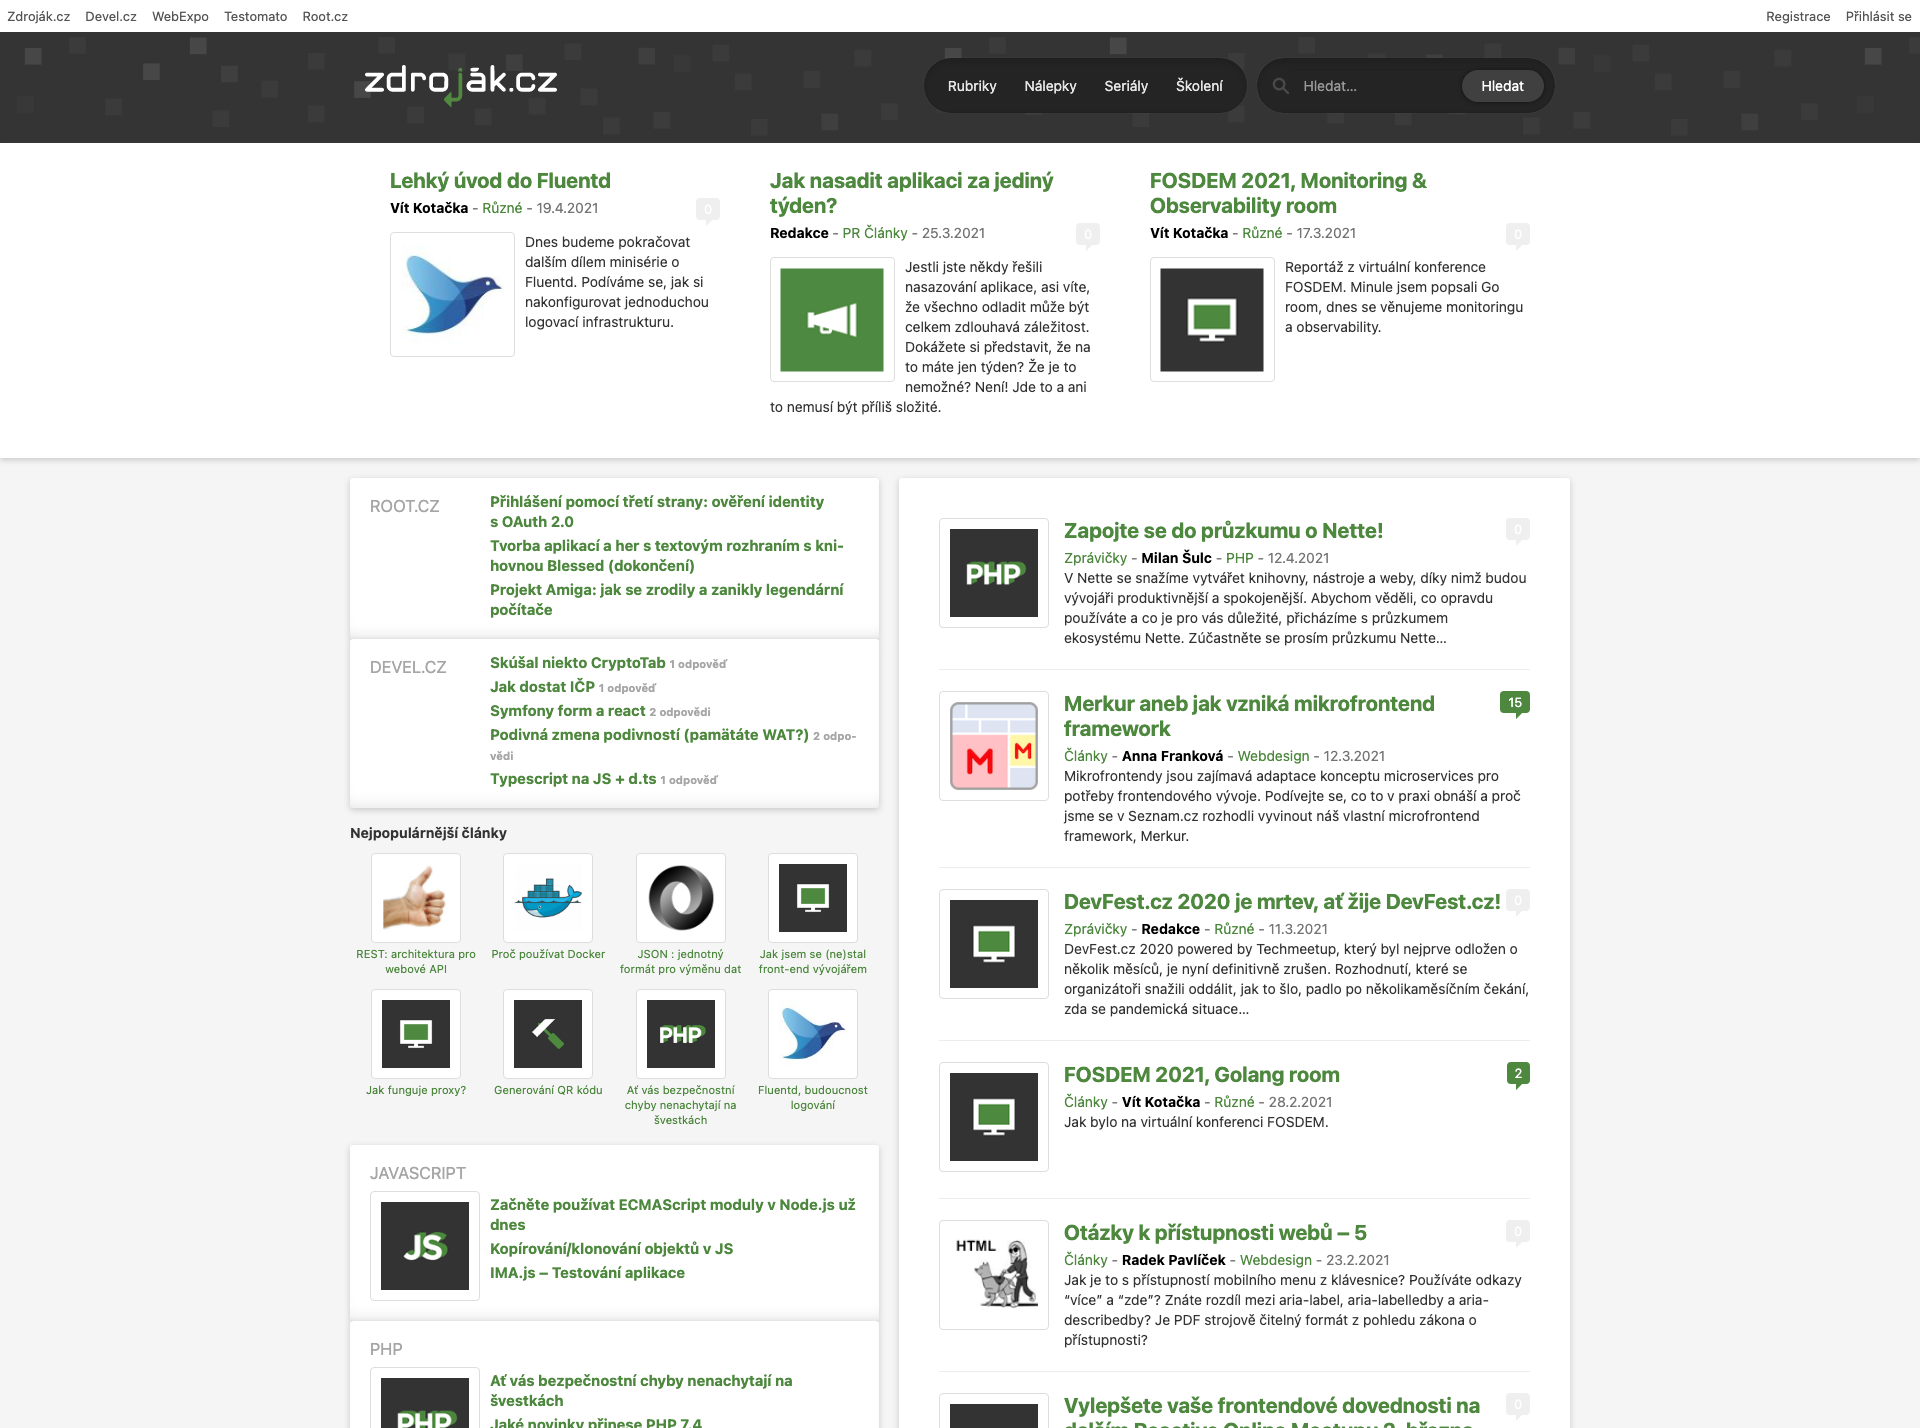 Zdroják.cz Devel.cz WebExpo Testomato Root.cz
Registrace Přihlásit se
zdroják.cz
Rubriky Nálepky Seriály Školení
Hledat... Hledat
Lehký úvod do Fluentd
Vít Kotačka - Různé - 19.4.2021
0
Dnes budeme pokračovat
dalším dílem minisérie o
Fluentd. Podíváme se, jak si
nakonfigurovat jednoduchou
logovací infrastrukturu.
Jak nasadit aplikaci za jediný
týden?
Redakce - PR Články - 25.3.2021
0
Jestli jste někdy řešili
nasazování aplikace, asi víte,
že všechno odladit může být
celkem zdlouhavá záležitost.
Dokážete si představit, že na
to máte jen týden? Že je to
nemožné? Není! Jde to a ani
to nemusí být příliš složité.
FOSDEM 2021, Monitoring &
Observability room
Vít Kotačka - Různé - 17.3.2021
0
Reportáž z virtuální konference
FOSDEM. Minule jsem popsali Go
room, dnes se věnujeme monitoringu
a observability.
ROOT.CZ
Přihlášení pomocí třetí strany: ověření identity
s OAuth 2.0
Tvorba aplikací a her s textovým rozhraním s kni-
hovnou Blessed (dokončení)
Projekt Amiga: jak se zrodily a zanikly legendární
počítače
DEVEL.CZ
Skúšal niekto CryptoTab 1 odpověď
Jak dostat IČP 1 odpověď
Symfony form a react 2 odpovědi
Podivná zmena podivností (pamätáte WAT?) 2 odpo-
vědi
Typescript na JS + d.ts 1 odpověď
Nejpopulárnější články
REST: architektura pro
webové API
Proč používat Docker
JSON : jednotný
formát pro výměnu dat
Jak jsem se (ne)stal
front-end vývojářem
Jak funguje proxy?
Generování QR kódu
PHP
Ať vás bezpečnostní
chyby nenachytají na
švestkách
Fluentd, budoucnost
logování
JAVASCRIPT
JS
Začněte používat ECMAScript moduly v Node.js už
dnes
Kopírování/klonování objektů v JS
IMA.js – Testování aplikace
PHP
PHP
Ať vás bezpečnostní chyby nenachytají na
švestkách
Jaké novinky přinese PHP 7.4
PHP
Zapojte se do průzkumu o Nette!
0
Zprávičky - Milan Šulc - PHP - 12.4.2021
V Nette se snažíme vytvářet knihovny, nástroje a weby, díky nimž budou
vývojáři produktivnější a spokojenější. Abychom věděli, co opravdu
používáte a co je pro vás důležité, přicházíme s průzkumem
ekosystému Nette. Zúčastněte se prosím průzkumu Nette...
M M
Merkur aneb jak vzniká mikrofrontend
framework
15
Články - Anna Franková - Webdesign - 12.3.2021
Mikrofrontendy jsou zajímavá adaptace konceptu microservices pro
potřeby frontendového vývoje. Podívejte se, co to v praxi obnáší a proč
jsme se v Seznam.cz rozhodli vyvinout náš vlastní microfrontend
framework, Merkur.
DevFest.cz 2020 je mrtev, ať žije DevFest.cz!
0
Zprávičky - Redakce - Různé - 11.3.2021
DevFest.cz 2020 powered by Techmeetup, který byl nejprve odložen o
několik měsíců, je nyní definitivně zrušen. Rozhodnutí, které se
organizátoři snažili oddálit, jak to šlo, padlo po několikaměsíčním čekání,
zda se pandemická situace...
FOSDEM 2021, Golang room
2
Články - Vít Kotačka - Různé - 28.2.2021
Jak bylo na virtuální konferenci FOSDEM.
HTML
Otázky k přístupnosti webů – 5
0
Články - Radek Pavlíček - Webdesign - 23.2.2021
Jak je to s přístupností mobilního menu z klávesnice? Používáte odkazy
“více” a “zde”? Znáte rozdíl mezi aria-label, aria-labelledby a aria-
describedby? Je PDF strojově čitelný formát z pohledu zákona o
přístupnosti?
Vylepšete vaše frontendové dovednosti na
0
dalším Reactive Online Meetupu 2. března